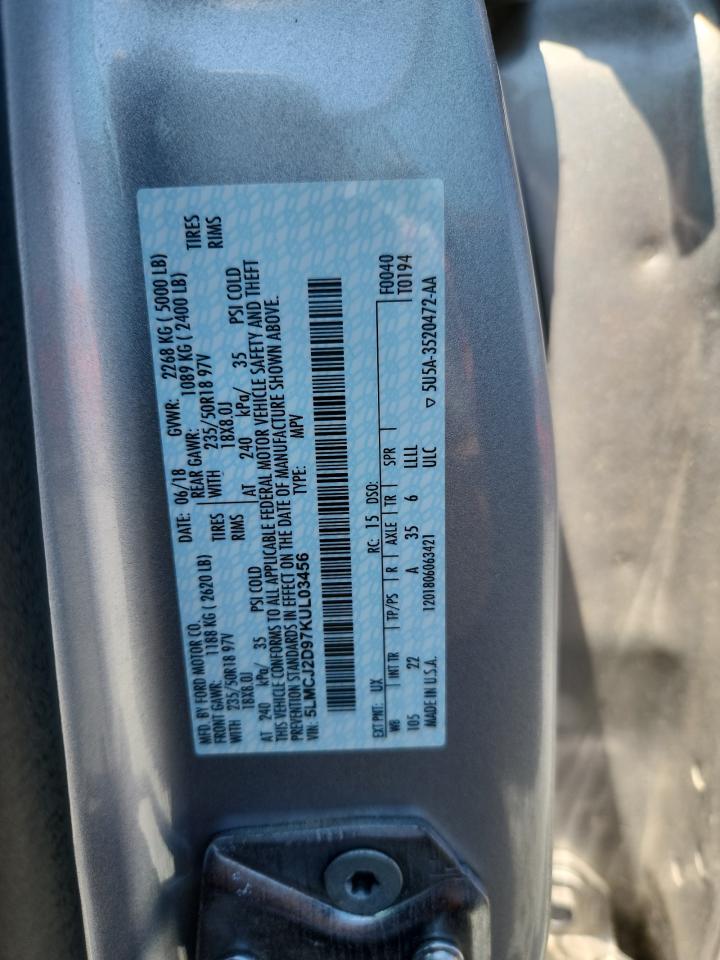 MFD. BY FORD MOTOR CO.
DATE: 06/18 GVWR: 2268 KG ( 5000 LB)
FRONT GAWR: 1188 KG ( 2620 LB) REAR GAWR: 1089 KG ( 2400 LB)
WITH 235/50R18 97V TIRES WITH 235/50R18 97V TIRES
18X8.0J RIMS 18X8.0J RIMS
AT 240 kPa/ 35 PSI COLD AT 240 kPa/ 35 PSI COLD
THIS VEHICLE CONFORMS TO ALL APPLICABLE FEDERAL MOTOR VEHICLE SAFETY AND THEFT
PREVENTION STANDARDS IN EFFECT ON THE DATE OF MANUFACTURE SHOWN ABOVE.
VIN: 5LMCJ2D97KUL03456 TYPE: MPV
F0040
EXT PNT: UX RC: 15 DSO: T0194
WB INT TR TP/PS R AXLE TR SPR
105 22 A 35 6 LLLL
MADE IN U.S.A. 1201806063421 ULC ▽ 5U5A-3520472-AA